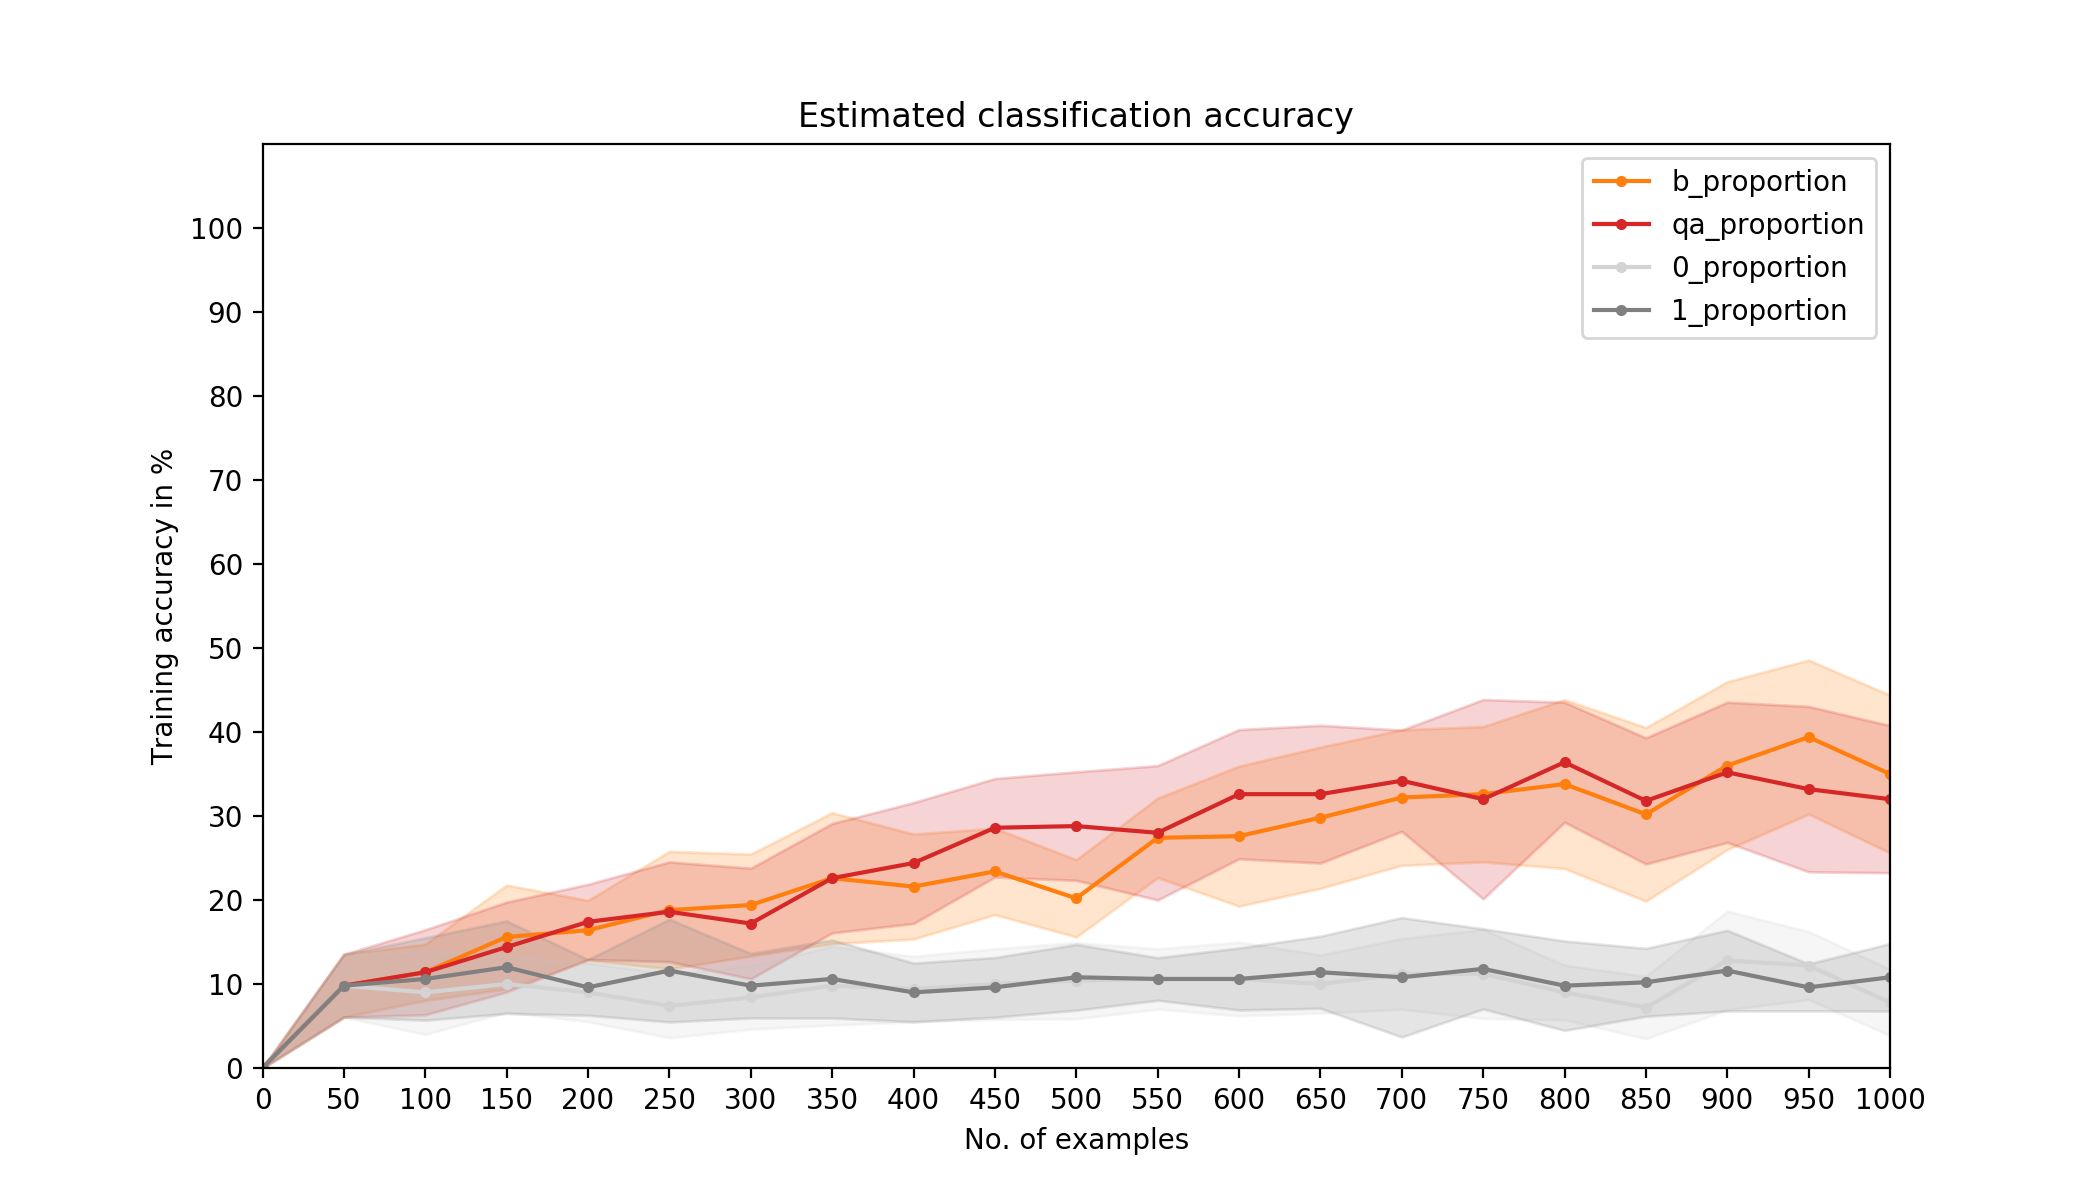 Estimated classification accuracy
b_proportion
qa_proportion
0_proportion
1_proportion
100
90
80
70
60
50
40
30
20
10
0
Training accuracy in %
0 50 100 150 200 250 300 350 400 450 500 550 600 650 700 750 800 850 900 950 1000
No. of examples